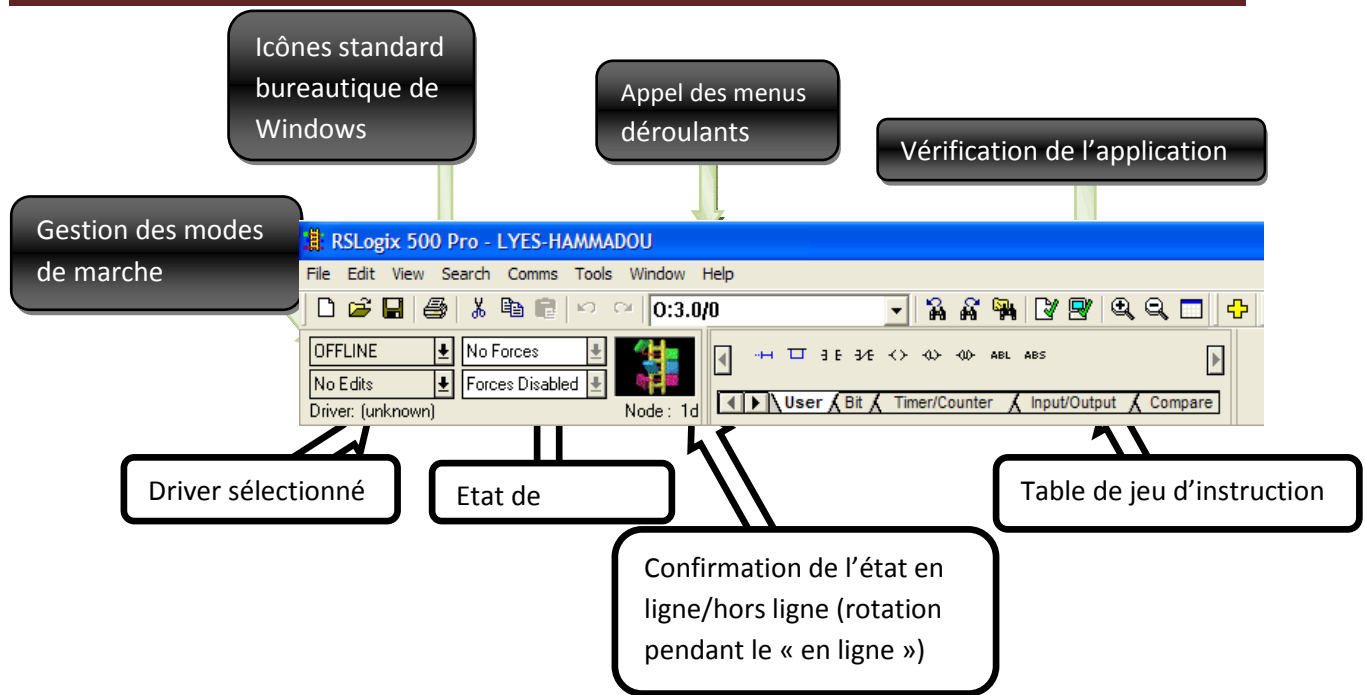 Icônes standard
bureautique de
Windows
Appel des menus
déroulants
Vérification de l’application
Gestion des modes
de marche
RSLogix 500 Pro - LYES-HAMMADOU
File Edit View Search Comms Tools Window Help
O:3.0/0
OFFLINE No Forces
No Edits Forces Disabled
Driver: (unknown) Node : 1d
ABL ABS
User Bit Timer/Counter Input/Output Compare
Driver sélectionné
Etat de
Table de jeu d’instruction
Confirmation de l’état en
ligne/hors ligne (rotation
pendant le « en ligne »)